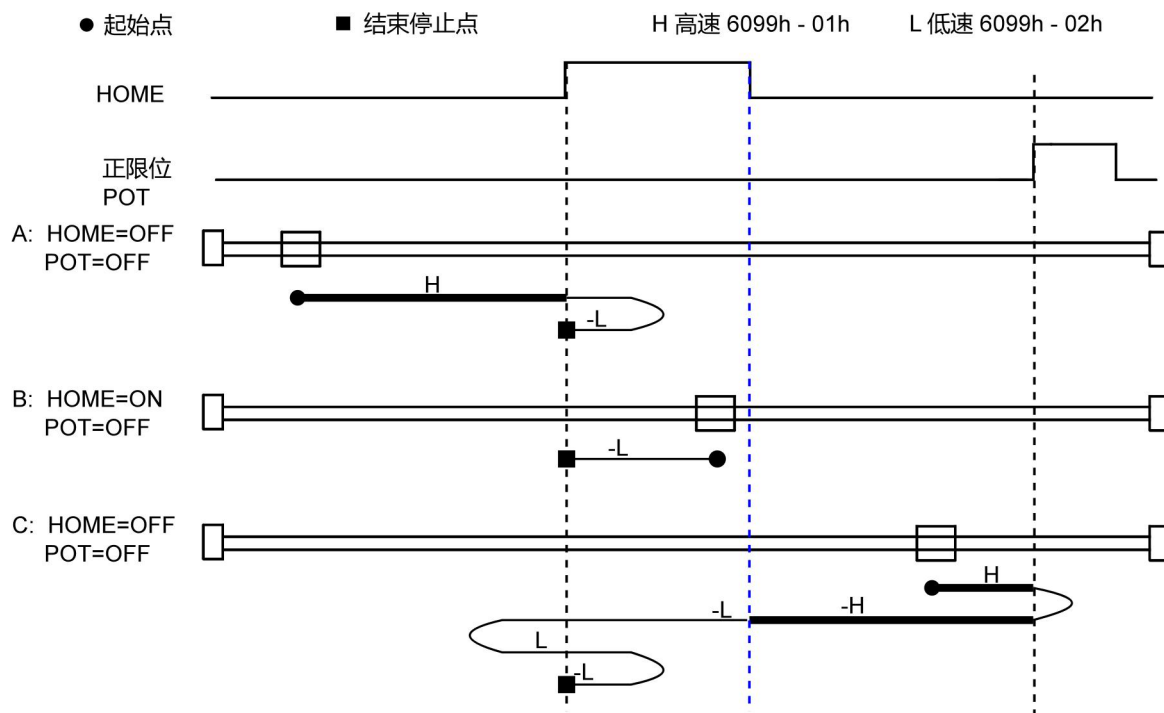 起始点
结束停止点
H 高速 6099h - 01h
L 低速 6099h - 02h
HOME
正限位
POT
A: HOME=OFF
POT=OFF
H
-L
B: HOME=ON
POT=OFF
-L
C: HOME=OFF
POT=OFF
H
-H
-L
L
-L